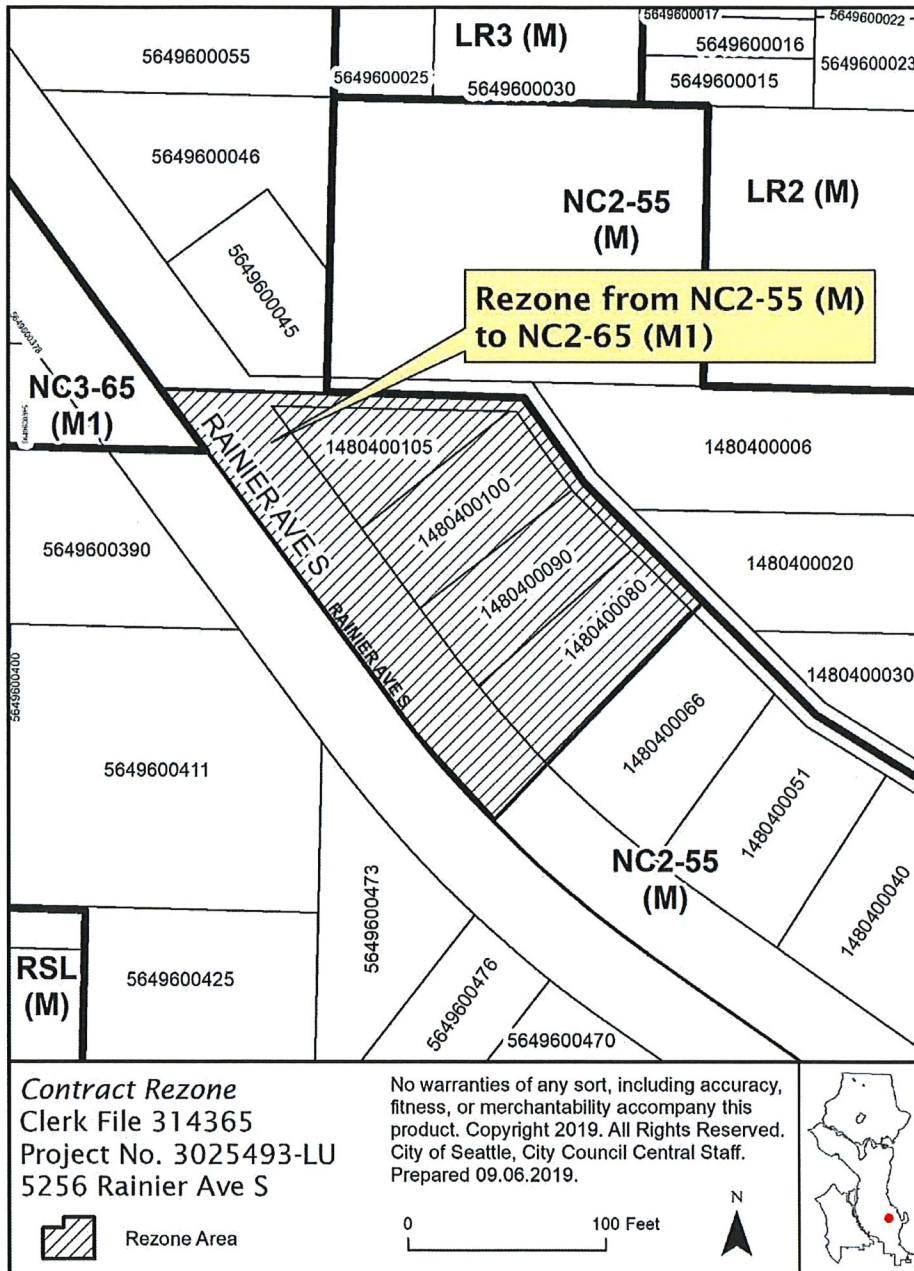 5649600055
LR3 (M)
5649600017
5649600022
5649600016
5649600023
5649600025
5649600030
5649600015
5649600046
NC2-55
(M)
LR2 (M)
5649600045
Rezone from NC2-55 (M)
to NC2-65 (M1)
5649600378
NC3-65
(M1)
RAINIER AVE S
1480400105
1480400006
1480400100
5649600390
1480400090
1480400020
1480400080
RAINIER AVE S
1480400030
5649600400
1480400066
5649600411
1480400051
NC2-55
(M)
1480400040
5649600473
RSL
(M)
5649600425
5649600476
5649600470
Contract Rezone
Clerk File 314365
Project No. 3025493-LU
5256 Rainier Ave S
Rezone Area
No warranties of any sort, including accuracy,
fitness, or merchantability accompany this
product. Copyright 2019. All Rights Reserved.
City of Seattle, City Council Central Staff.
Prepared 09.06.2019.
0 100 Feet
N